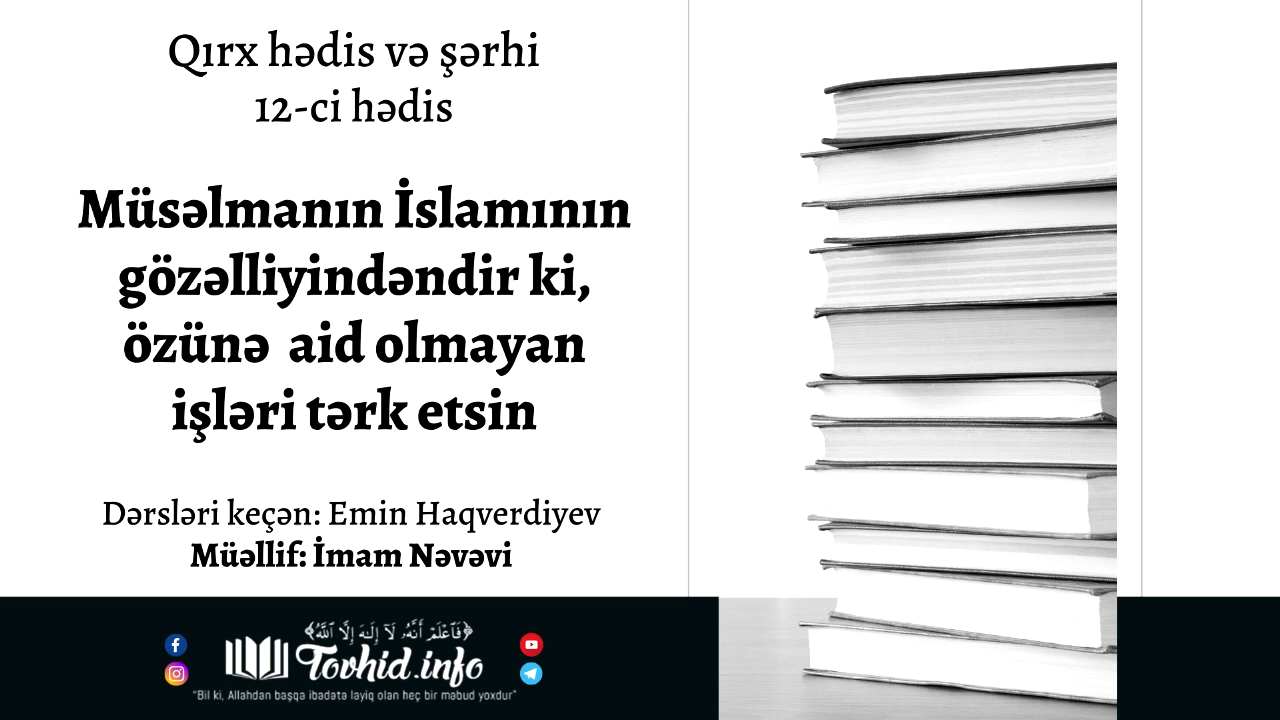 Qırx hədis və şərhi
12-ci hədis
Müsəlmanın İslamının
gözəlliyindəndir ki,
özünə aid olmayan
işləri tərk etsin
Dərsləri keçən: Emin Haqverdiyev
Müəllif: İmam Nəvəvi
﴿فَٱعْلَمْ أَنَّهُۥ لَآ إِلَـٰهَ إِلَّا ٱللَّهُ﴾
Tovhid.info
"Bil ki, Allahdan başqa ibadətə layiq olan heç bir məbud yoxdur"